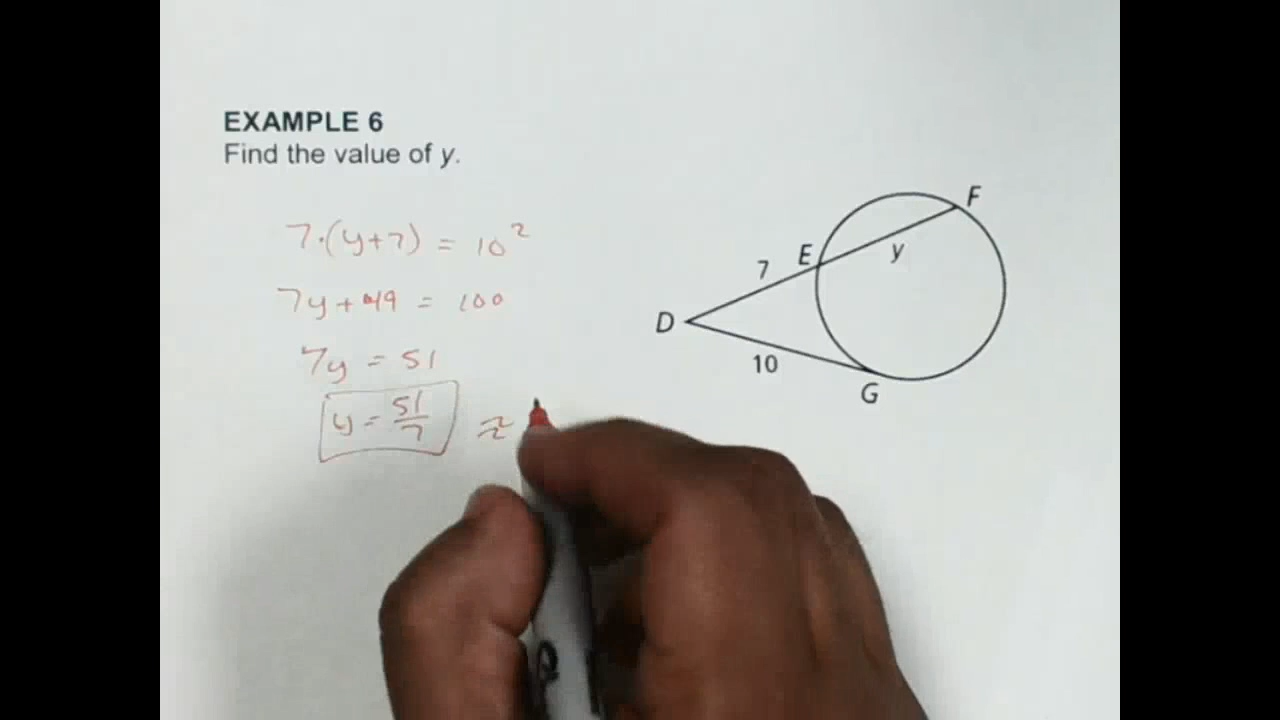 EXAMPLE 6
Find the value of y.
7·(y+7) = 10²
7y + 49 = 100
7y = 51
y = 51/7 ≈
F
E
y
7
D
10
G